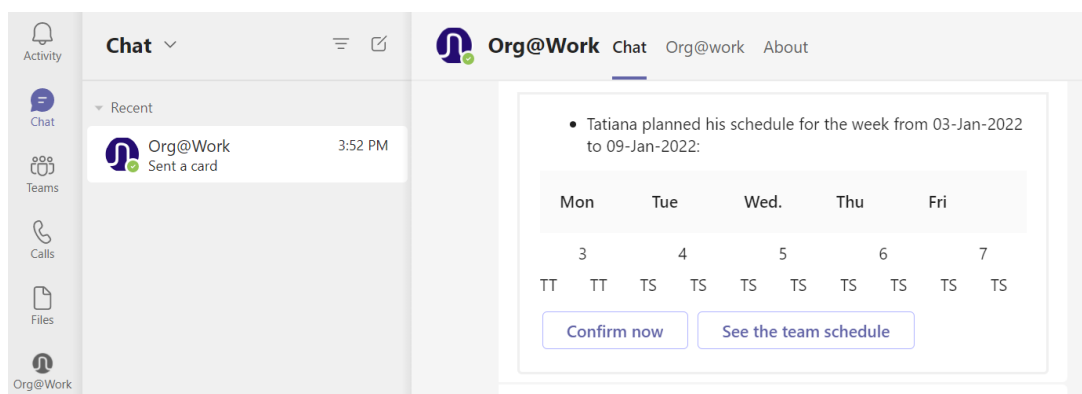 Activity
Chat
Teams
Calls
Files
Org@Work
Chat
Recent
Org@Work 3:52 PM
Sent a card
Org@Work Chat Org@work About
• Tatiana planned his schedule for the week from 03-Jan-2022
to 09-Jan-2022:
Mon Tue Wed. Thu Fri
3 4 5 6 7
TT TT TS TS TS TS TS TS TS TS
Confirm now See the team schedule